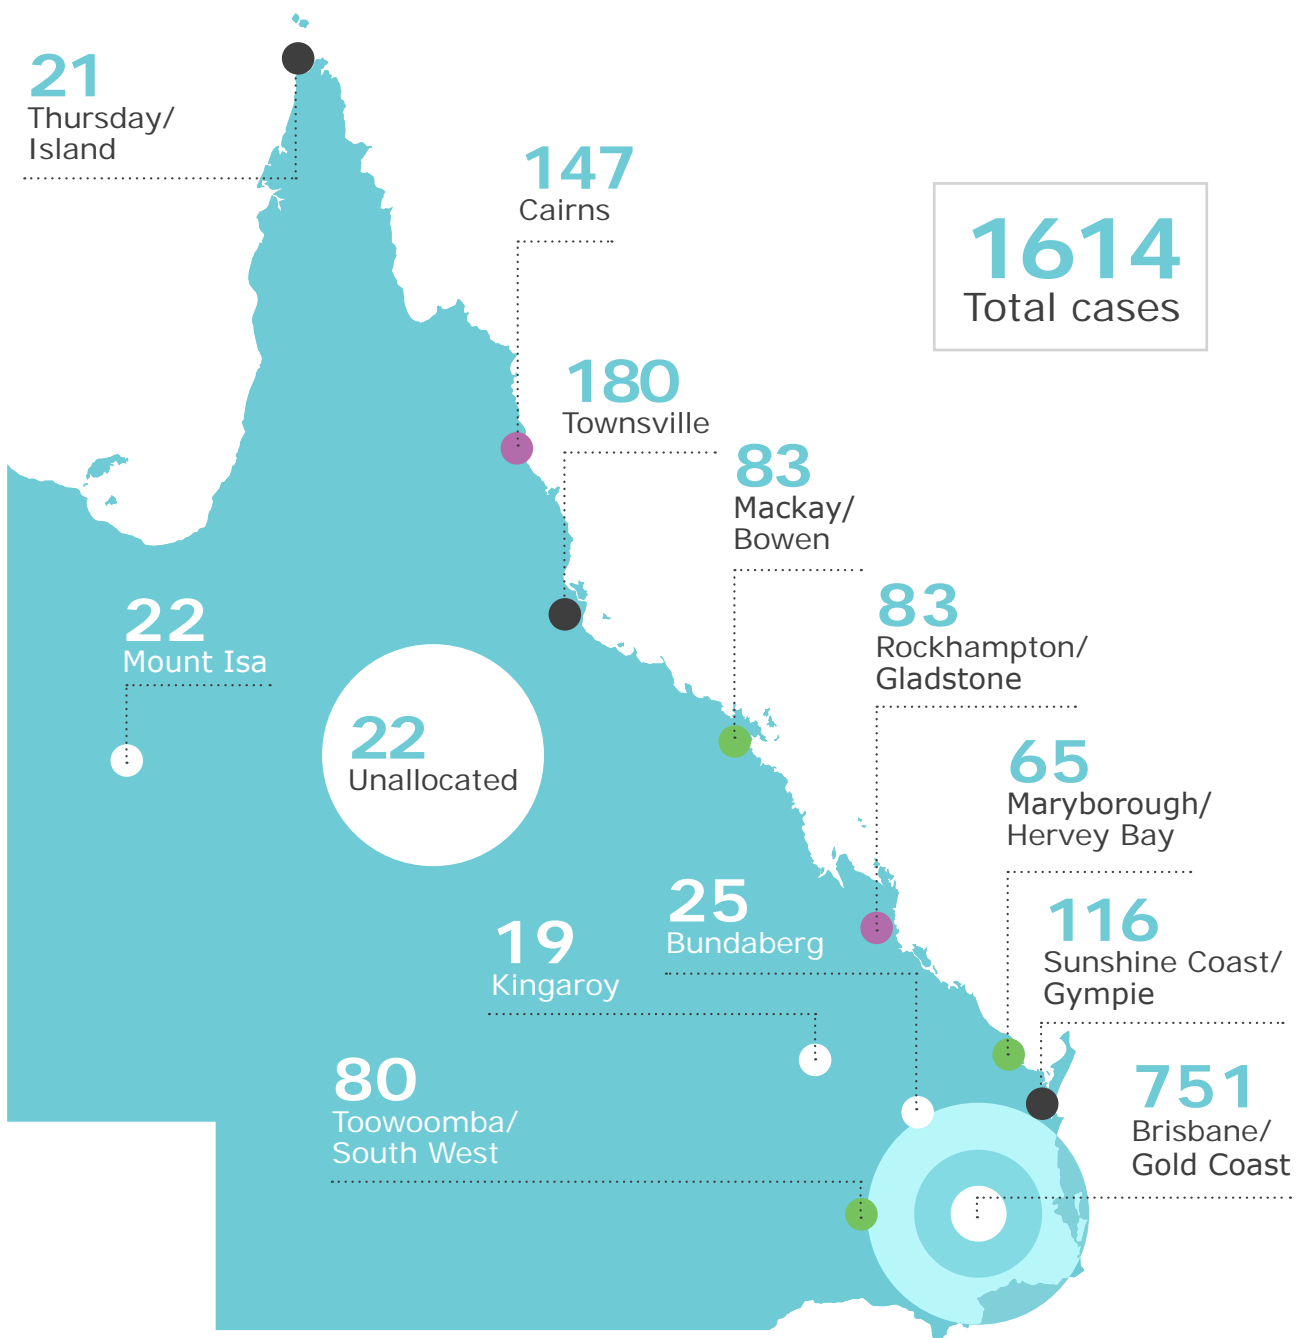 21
Thursday/
Island
147
Cairns
1614
Total cases
180
Townsville
83
Mackay/
Bowen
83
Rockhampton/
Gladstone
22
Mount Isa
22
Unallocated
65
Maryborough/
Hervey Bay
25
Bundaberg
116
Sunshine Coast/
Gympie
19
Kingaroy
80
Toowoomba/
South West
751
Brisbane/
Gold Coast